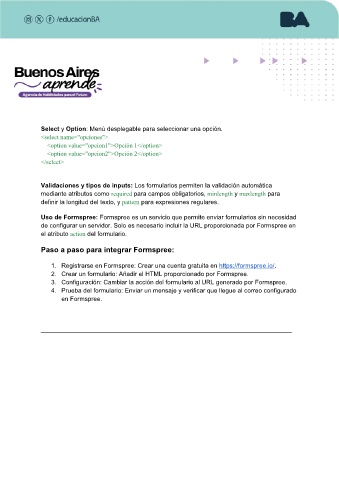 /educacionBA
BA
Buenos Aires
aprende
Agencia de Habilidades para el Futuro
Select y Option: Menú desplegable para seleccionar una opción.
<select name="opciones">
<option value="opcion1">Opción 1</option>
<option value="opcion2">Opción 2</option>
</select>
Validaciones y tipos de inputs: Los formularios permiten la validación automática
mediante atributos como required para campos obligatorios, minlength y maxlength para
definir la longitud del texto, y pattern para expresiones regulares.
Uso de Formspree: Formspree es un servicio que permite enviar formularios sin necesidad
de configurar un servidor. Solo es necesario incluir la URL proporcionada por Formspree en
el atributo action del formulario.
Paso a paso para integrar Formspree:
1. Registrarse en Formspree: Crear una cuenta gratuita en https://formspree.io/.
2. Crear un formulario: Añadir el HTML proporcionado por Formspree.
3. Configuración: Cambiar la acción del formulario al URL generado por Formspree.
4. Prueba del formulario: Enviar un mensaje y verificar que llegue al correo configurado
en Formspree.